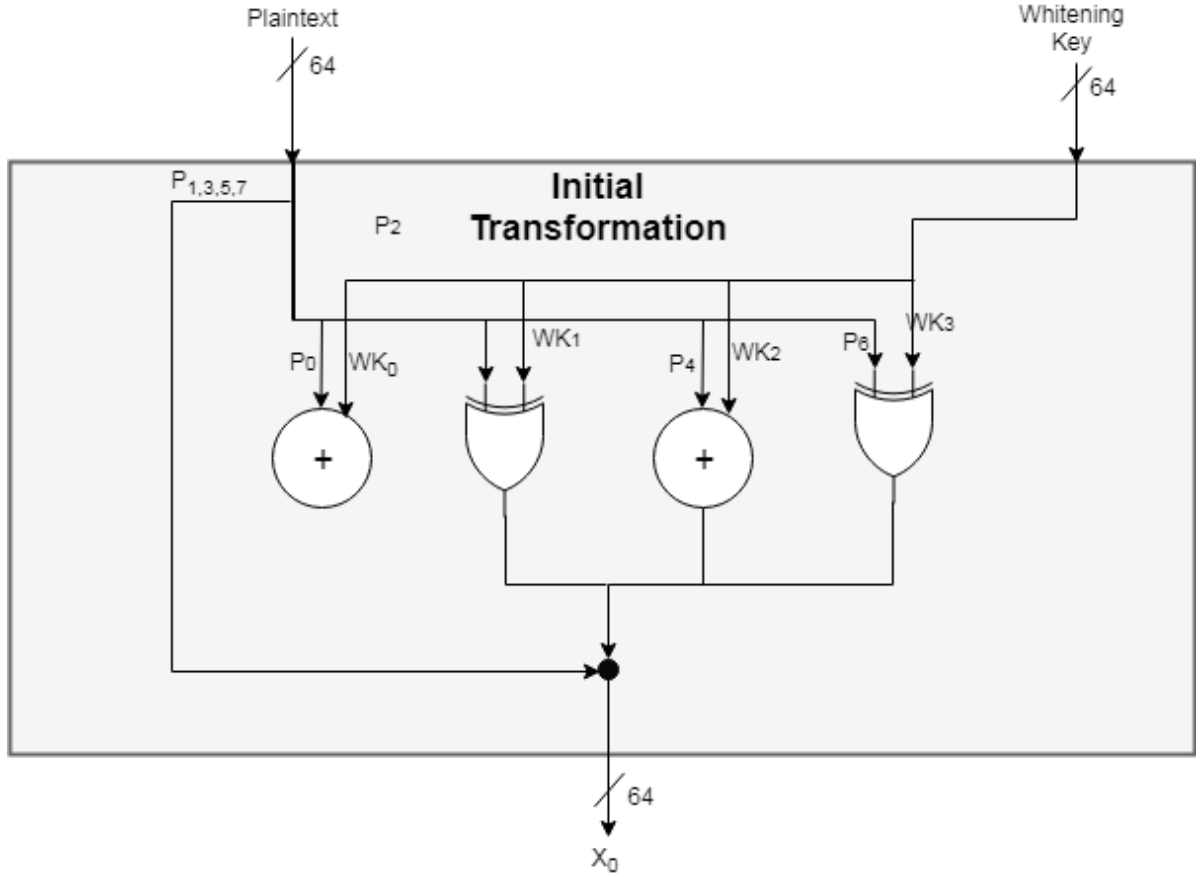 Plaintext
Whitening
Key
64
64
P1,3,5,7
Initial
Transformation
P2
P0
WK0
WK1
P4
WK2
P6
WK3
+
+
64
X0